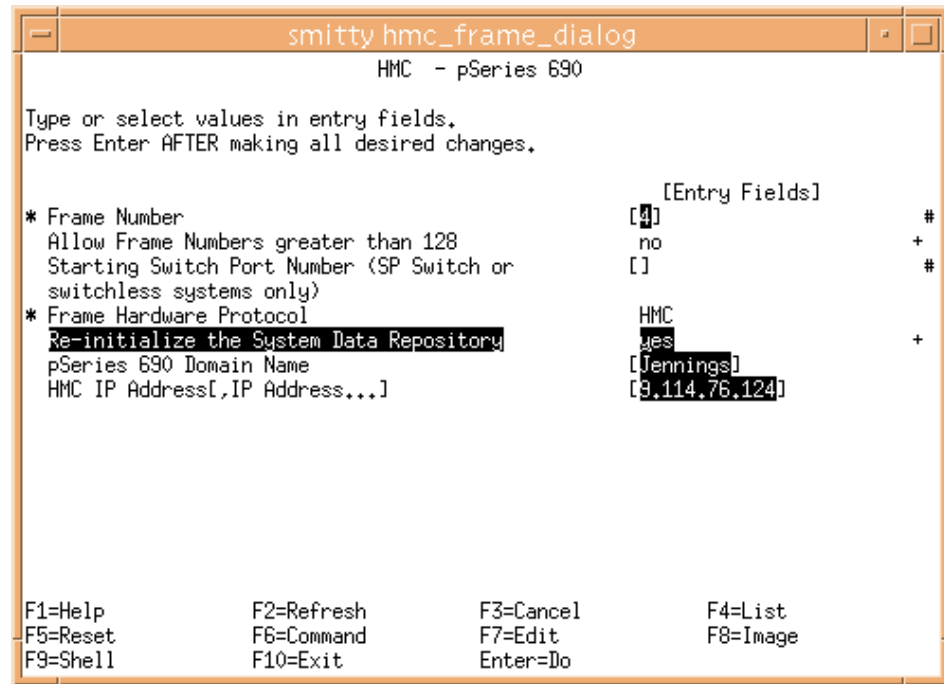 smitty hmc_frame_dialog
HMC - pSeries 690
Type or select values in entry fields.
Press Enter AFTER making all desired changes.
[Entry Fields]
* Frame Number [4] #
Allow Frame Numbers greater than 128 no +
Starting Switch Port Number (SP Switch or [] #
switchless systems only)
* Frame Hardware Protocol HMC
Re-initialize the System Data Repository yes +
pSeries 690 Domain Name [Jennings]
HMC IP Address[,IP Address...] [9.114.76.124]
F1=Help F2=Refresh F3=Cancel F4=List
F5=Reset F6=Command F7=Edit F8=Image
F9=Shell F10=Exit Enter=Do